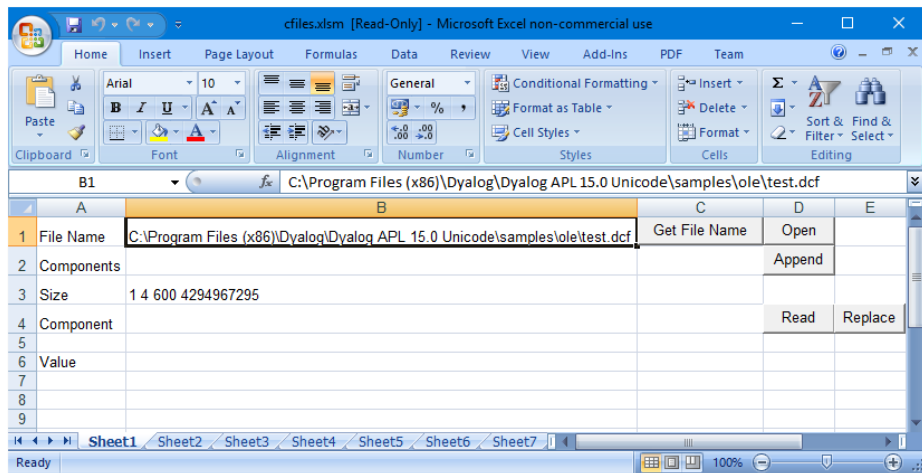 cfiles.xlsm [Read-Only] - Microsoft Excel non-commercial use
Home Insert Page Layout Formulas Data Review View Add-Ins PDF Team
Paste
Clipboard
Arial 10
B I U A A
A
Font
Alignment
General
% ,
.0 .00 .00 .0
Number
Conditional Formatting
Format as Table
Cell Styles
Styles
Insert
Delete
Format
Cells
Σ
Sort & Filter
Find & Select
Editing
B1 fx C:\Program Files (x86)\Dyalog\Dyalog APL 15.0 Unicode\samples\ole\test.dcf
A B C D E
1 File Name C:\Program Files (x86)\Dyalog\Dyalog APL 15.0 Unicode\samples\ole\test.dcf Get File Name Open
2 Components Append
3 Size 1 4 600 4294967295
4 Component Read Replace
5
6 Value
7
8
9
Sheet1 Sheet2 Sheet3 Sheet4 Sheet5 Sheet6 Sheet7
Ready 100%